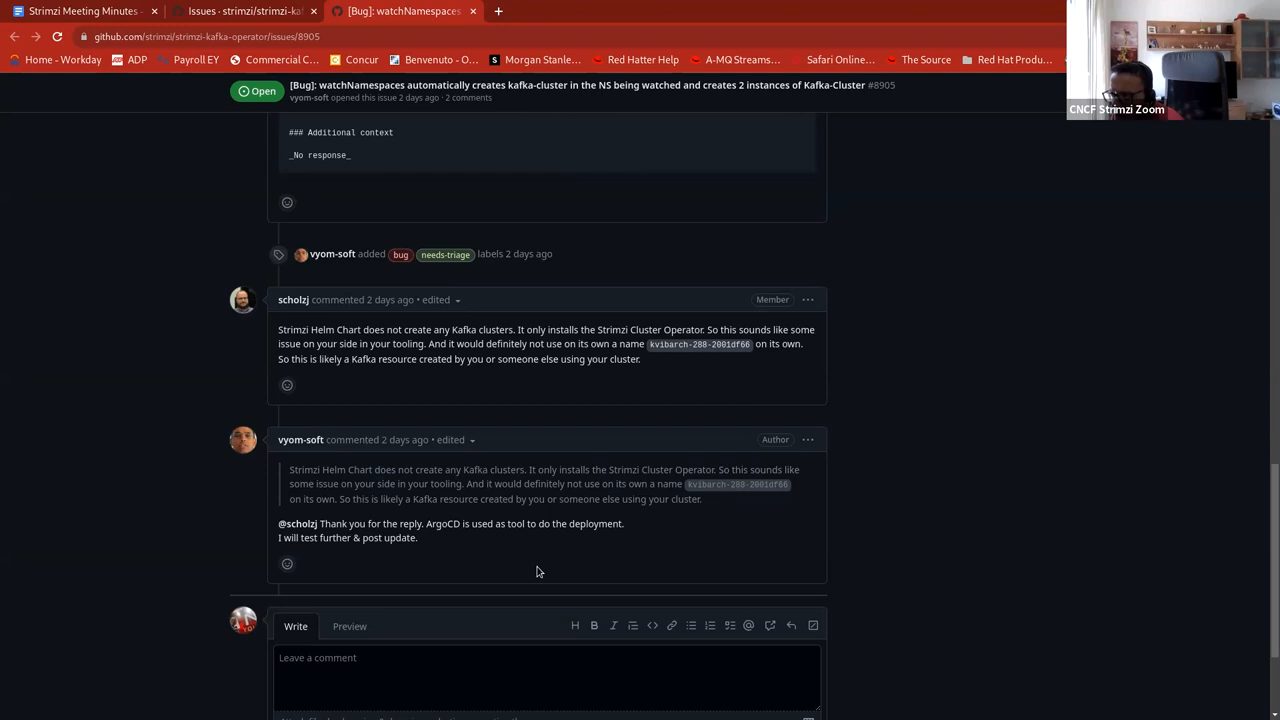 Strimzi Meeting Minutes -
Issues · strimzi/strimzi-kaf
[Bug]: watchNamespaces
github.com/strimzi/strimzi-kafka-operator/issues/8905
Home - Workday
ADP
Payroll EY
Commercial C…
Concur
Benvenuto - O…
Morgan Stanle…
Red Hatter Help
A-MQ Streams…
Safari Online…
The Source
Red Hat Produ…
CNCF Strimzi Zoom
Open
[Bug]: watchNamespaces automatically creates kafka-cluster in the NS being watched and creates 2 instances of Kafka-Cluster #8905
vyom-soft opened this issue 2 days ago · 2 comments
### Additional context
_No response_
vyom-soft added bug needs-triage labels 2 days ago
scholzj commented 2 days ago • edited
Member
Strimzi Helm Chart does not create any Kafka clusters. It only installs the Strimzi Cluster Operator. So this sounds like some
issue on your side in your tooling. And it would definitely not use on its own a name kvibarch-288-2001df66 on its own.
So this is likely a Kafka resource created by you or someone else using your cluster.
vyom-soft commented 2 days ago • edited
Author
Strimzi Helm Chart does not create any Kafka clusters. It only installs the Strimzi Cluster Operator. So this sounds like
some issue on your side in your tooling. And it would definitely not use on its own a name kvibarch-288-2001df66
on its own. So this is likely a Kafka resource created by you or someone else using your cluster.
@scholzj Thank you for the reply. ArgoCD is used as tool to do the deployment.
I will test further & post update.
Write
Preview
Leave a comment